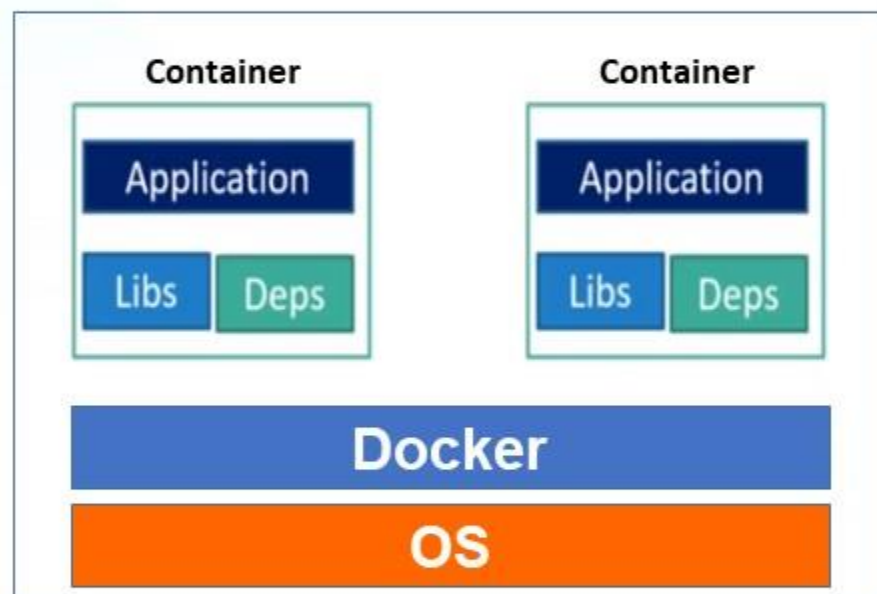 Container Container
Application Application
Libs Deps Libs Deps
Docker
OS